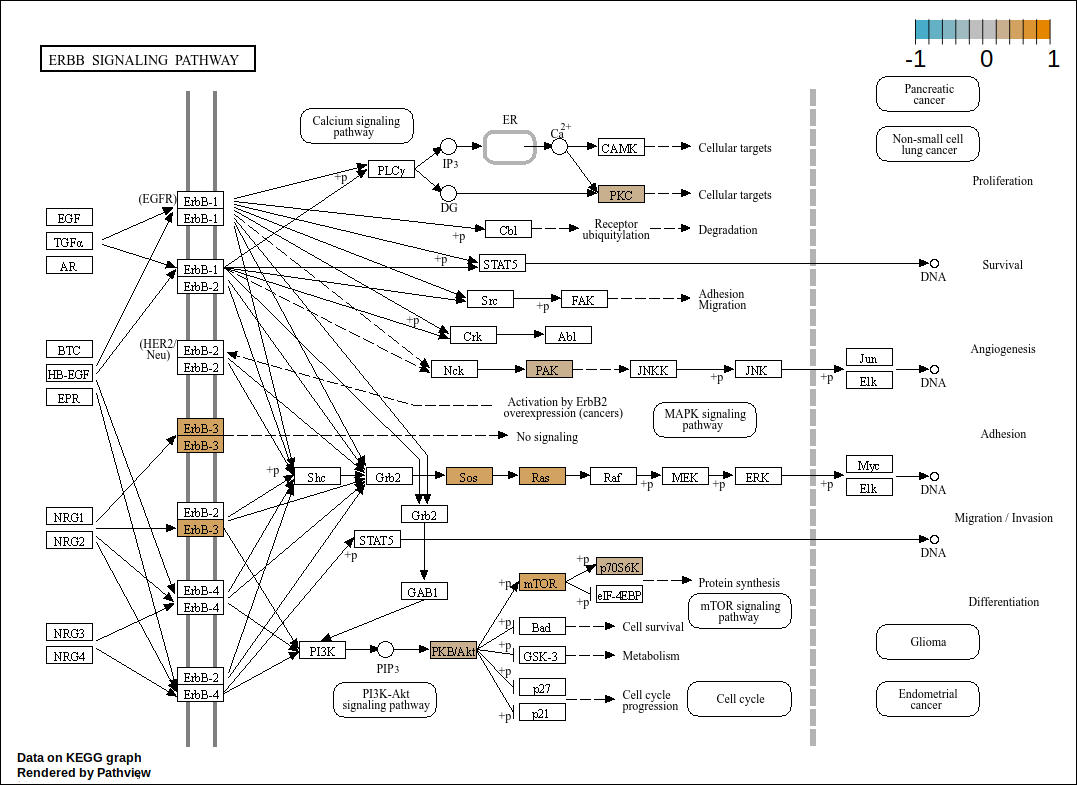 -1 0 1
ERBB SIGNALING PATHWAY
Pancreatic
cancer
Non-small cell
lung cancer
Calcium signaling
pathway
ER
Ca2+
IP3
CAMK
Cellular targets
PLCγ
+p
DG
PKC
Cellular targets
Proliferation
(EGFR)
ErbB-1
ErbB-1
EGF
TGFα
AR
Cbl
+p
Receptor
ubiquitylation
Degradation
ErbB-1
ErbB-2
+p
STAT5
DNA
Survival
Src
+p
FAK
Adhesion
Migration
+p
Crk
Abl
(HER2/
Neu)
ErbB-2
ErbB-2
BTC
HB-EGF
EPR
Nck
PAK
JNKK
+p
JNK
+p
Jun
Elk
DNA
Angiogenesis
Activation by ErbB2
overexpression (cancers)
MAPK signaling
pathway
ErbB-3
ErbB-3
No signaling
Adhesion
+p
Shc
Grb2
Sos
Ras
Raf
+p
MEK
+p
ERK
+p
Myc
Elk
DNA
NRG1
NRG2
ErbB-2
ErbB-3
Grb2
Migration / Invasion
STAT5
+p
DNA
ErbB-4
ErbB-4
GAB1
+p
mTOR
+p
p70S6K
+p
eIF-4EBP
Protein synthesis
mTOR signaling
pathway
Differentiation
NRG3
NRG4
+p
Bad
Cell survival
PI3K
PIP3
PKB/Akt
+p
GSK-3
Metabolism
Glioma
ErbB-2
ErbB-4
PI3K-Akt
signaling pathway
+p
p27
+p
p21
Cell cycle
progression
Cell cycle
Endometrial
cancer
Data on KEGG graph
Rendered by Pathview